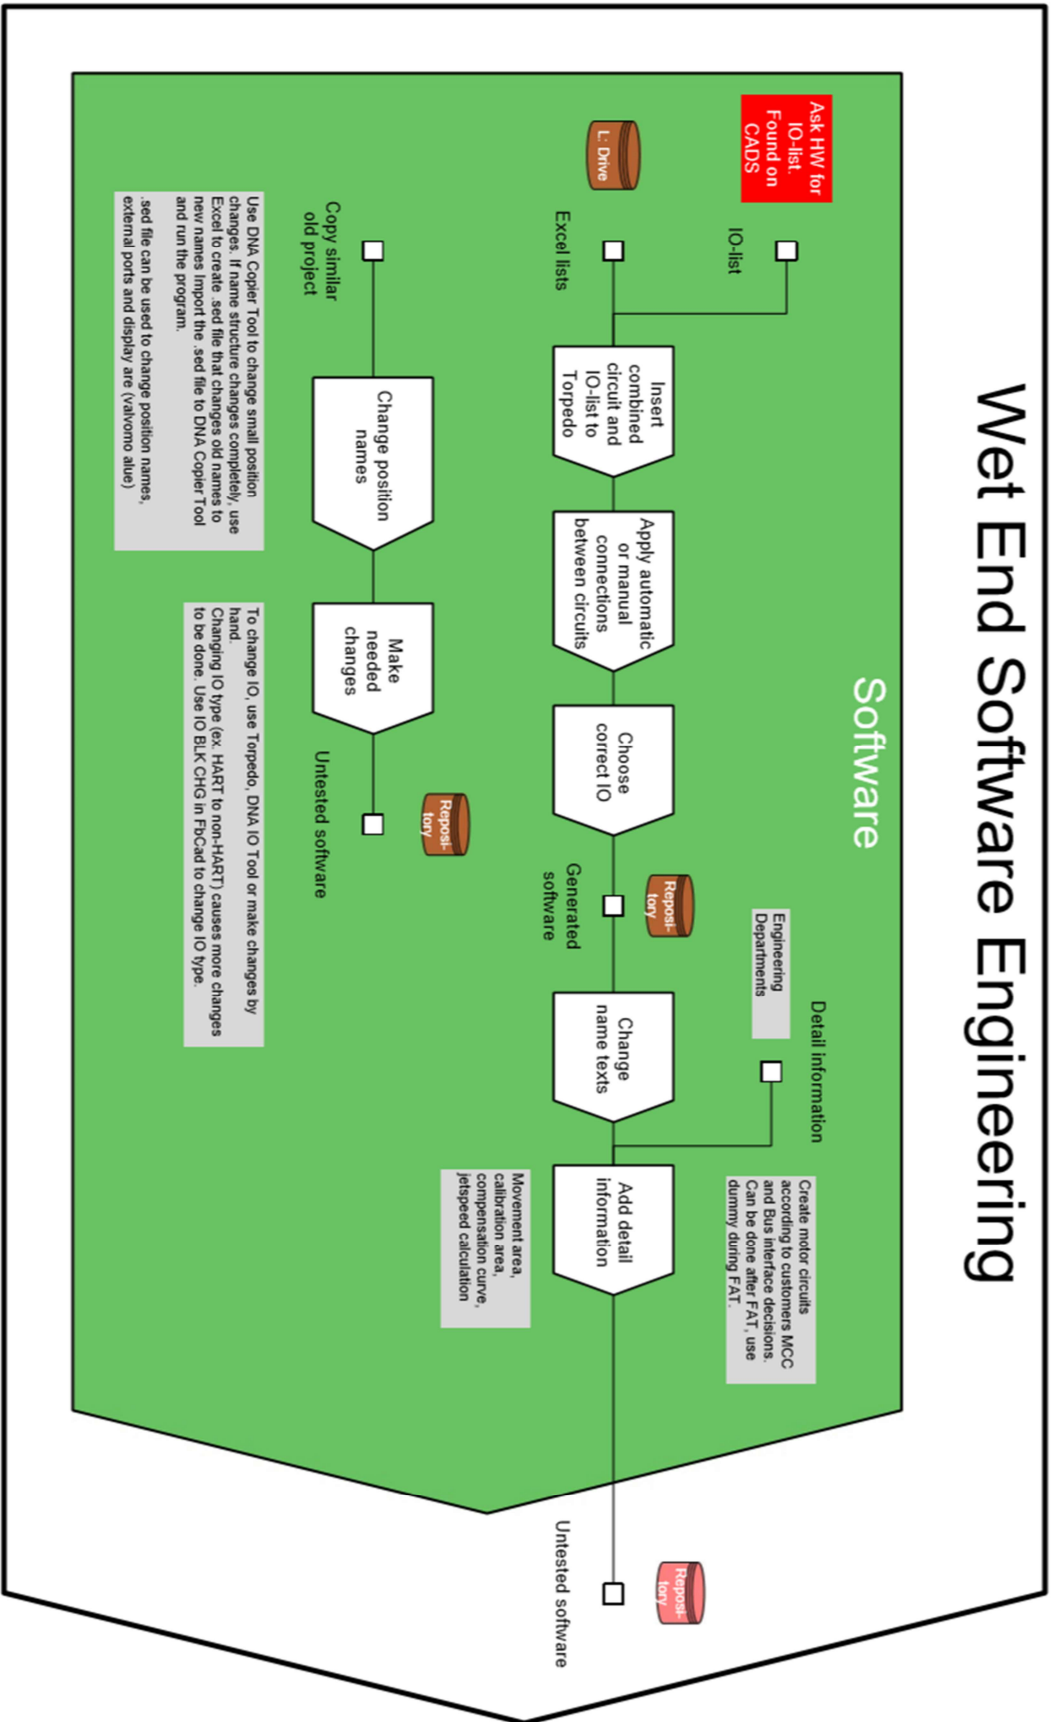 Wet End Software Engineering
Software
Ask HW for
IO-list.
Found on
CADS
IO-list
L: Drive
Excel lists
Insert
combined
circuit and
IO-list to
Torpedo
Apply automatic
or manual
connections
between circuits
Choose
correct IO
Reposi-
tory
Generated
software
Change
name texts
Engineering
Departments
Detail information
Create motor circuits
according to customers MCC
and Bus interface decisions.
Can be done after FAT, use
dummy during FAT.
Add detail
information
Movement area,
calibration area,
compensation curve,
jetspeed calculation
Reposi-
tory
Untested software
Copy similar
old project
Change position
names
Make
needed
changes
Reposi-
tory
Untested software
Use DNA Copier Tool to change small position
changes. If name structure changes completely, use
Excel to create .sed file that changes old names to
new names Import the .sed file to DNA Copier Tool
and run the program.
.sed file can be used to change position names,
external ports and display are (valvomo alue)
To change IO, use Torpedo, DNA IO Tool or make changes by
hand.
Changing IO type (ex. HART to non-HART) causes more changes
to be done. Use IO BLK CHG in FbCad to change IO type.